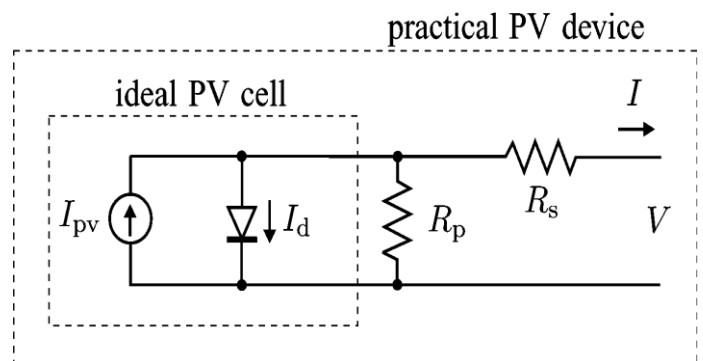 practical PV device
ideal PV cell
I
I_pv
I_d
R_p
R_s
V